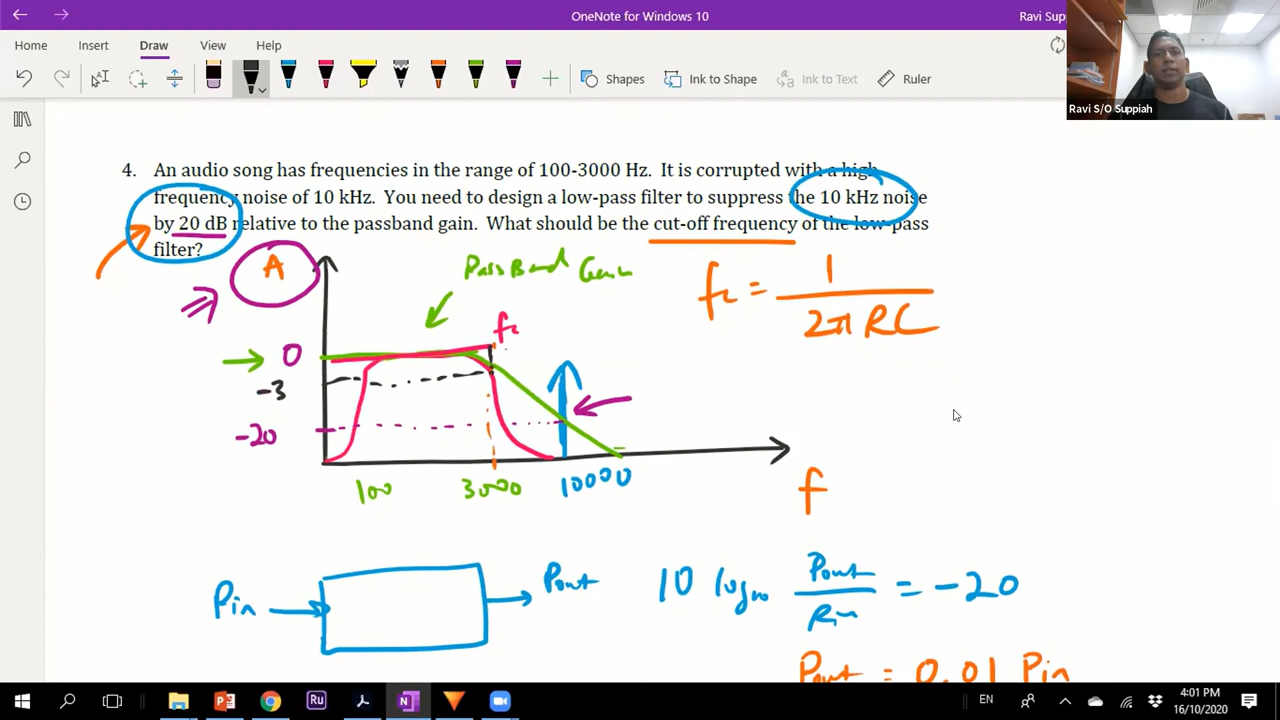 OneNote for Windows 10
Ravi Supp
Home
Insert
Draw
View
Help
Shapes
Ink to Shape
Ink to Text
Ruler
Ravi S/O Suppiah
4. An audio song has frequencies in the range of 100-3000 Hz. It is corrupted with a high
frequency noise of 10 kHz. You need to design a low-pass filter to suppress the 10 kHz noise
by 20 dB relative to the passband gain. What should be the cut-off frequency of the low-pass
filter?
A
PassBand Gain
fc = 1 / 2π RC
fc
0
-3
-20
100
3000
10000
f
Pin
Pout
10 log10 Pout / Pin = -20
Pout = 0.01 Pin
Ru
EN
4:01 PM
16/10/2020